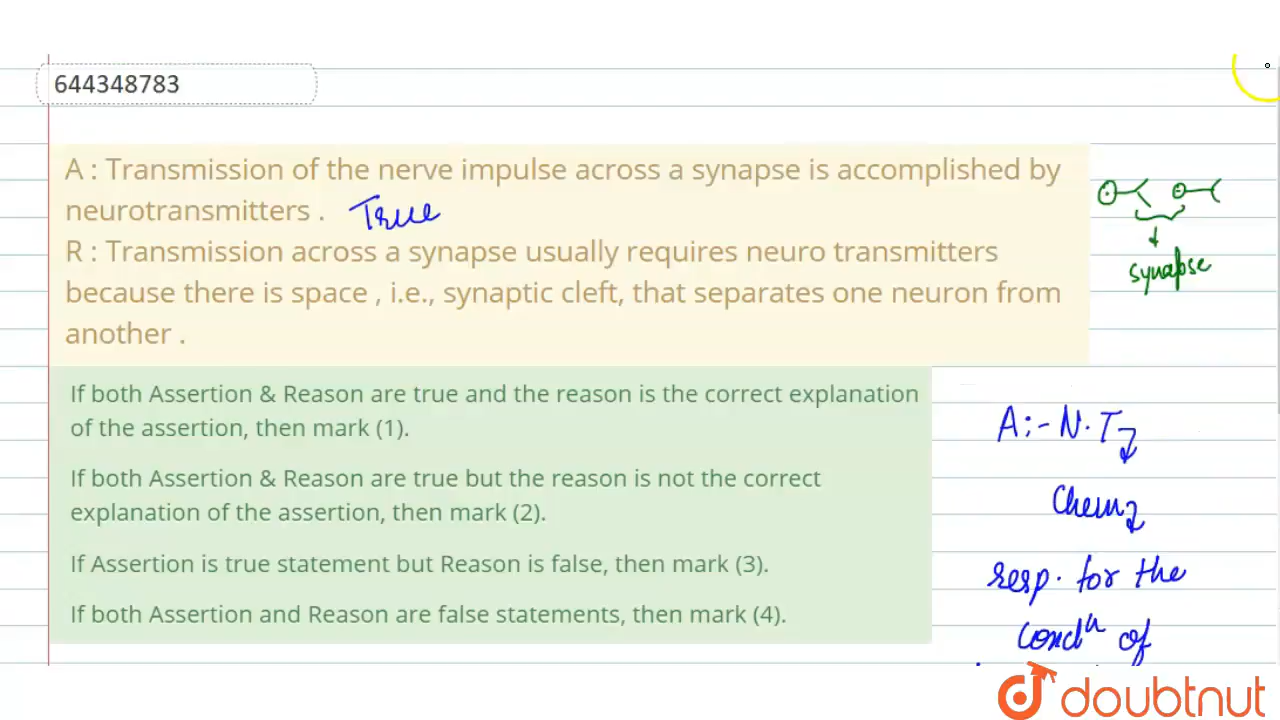 644348783
A : Transmission of the nerve impulse across a synapse is accomplished by
neurotransmitters . True
R : Transmission across a synapse usually requires neuro transmitters
because there is space , i.e., synaptic cleft, that separates one neuron from
another .
synapse
If both Assertion & Reason are true and the reason is the correct explanation
of the assertion, then mark (1).
If both Assertion & Reason are true but the reason is not the correct
explanation of the assertion, then mark (2).
If Assertion is true statement but Reason is false, then mark (3).
If both Assertion and Reason are false statements, then mark (4).
A :- N.T
Chem
resp. for the
condn of
doubtnut